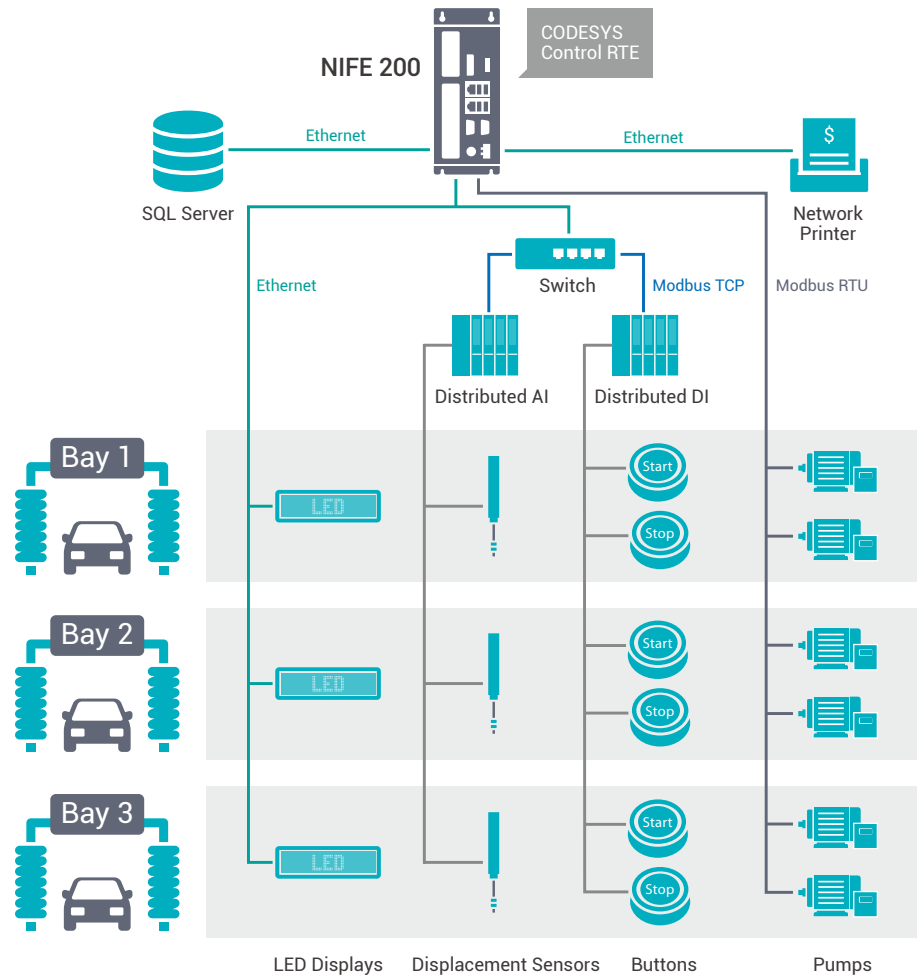 CODESYS
Control RTE
NIFE 200
Ethernet
Ethernet
$
SQL Server
Network
Printer
Switch
Ethernet
Modbus TCP
Modbus RTU
Distributed AI
Distributed DI
Bay 1
LED
Start
Stop
Bay 2
LED
Start
Stop
Bay 3
LED
Start
Stop
LED Displays
Displacement Sensors
Buttons
Pumps